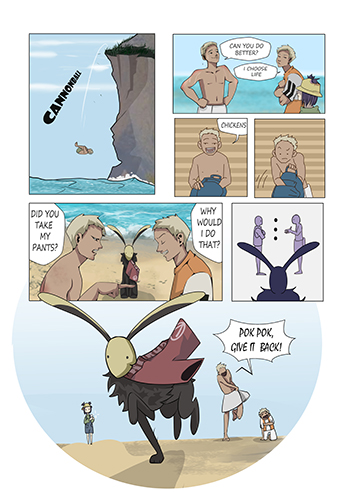 CANNONBALL
CAN YOU DO
BETTER?
I CHOOSE
LIFE
CHICKENS
DID YOU
TAKE
MY
PANTS?
WHY
WOULD
I DO
THAT?
POK POK,
GIVE IT BACK!